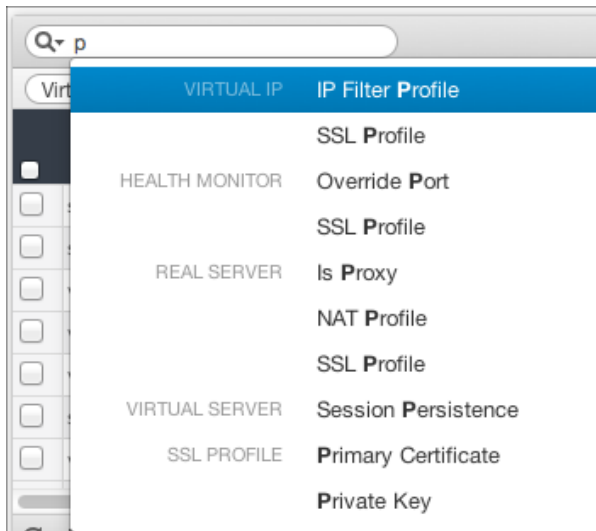 p
Virt
VIRTUAL IP IP Filter Profile
SSL Profile
HEALTH MONITOR Override Port
SSL Profile
REAL SERVER Is Proxy
NAT Profile
SSL Profile
VIRTUAL SERVER Session Persistence
SSL PROFILE Primary Certificate
Private Key